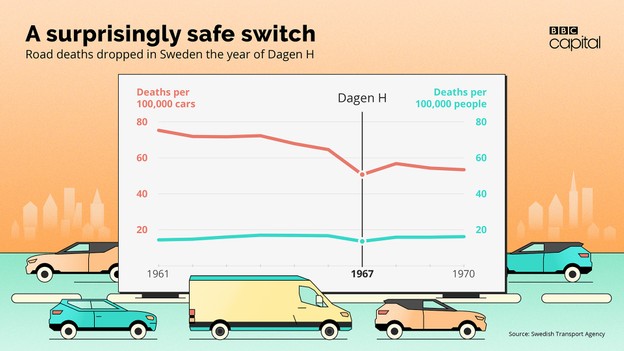 A surprisingly safe switch
Road deaths dropped in Sweden the year of Dagen H
BBC
capital
Deaths per
100,000 cars
Dagen H
Deaths per
100,000 people
80
80
60
60
40
40
20
20
1961
1967
1970
Source: Swedish Transport Agency